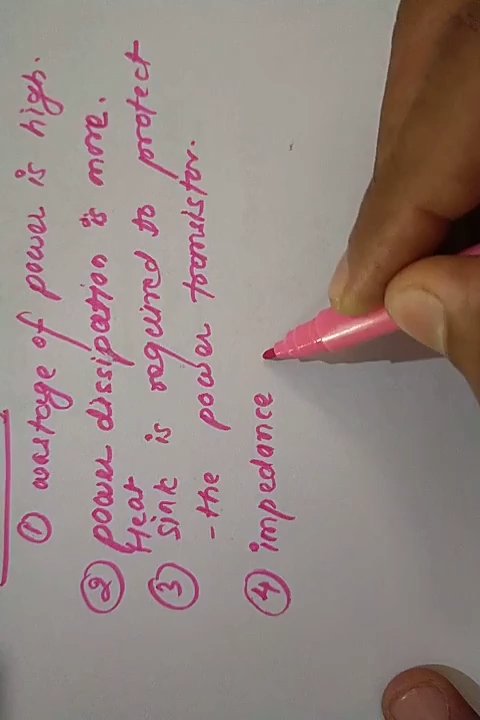 ① wastage of power is high.
② power dissipation is more.
Heat
③ sink is required to protect
the power transistor.
④ impedance